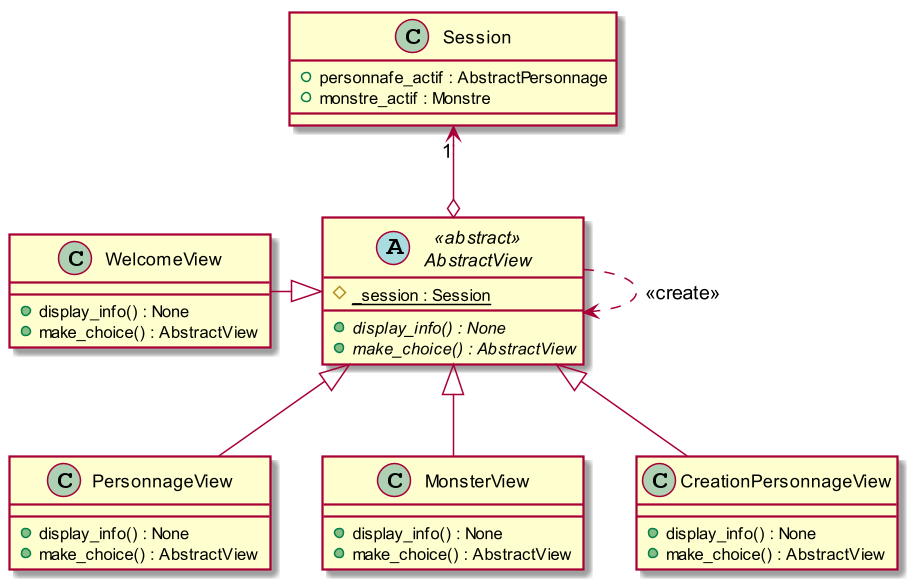 C Session
personnafe_actif : AbstractPersonnage
monstre_actif : Monstre
1
A «abstract»
AbstractView
_session : Session
display_info() : None
make_choice() : AbstractView
«create»
C WelcomeView
display_info() : None
make_choice() : AbstractView
C PersonnageView
display_info() : None
make_choice() : AbstractView
C MonsterView
display_info() : None
make_choice() : AbstractView
C CreationPersonnageView
display_info() : None
make_choice() : AbstractView